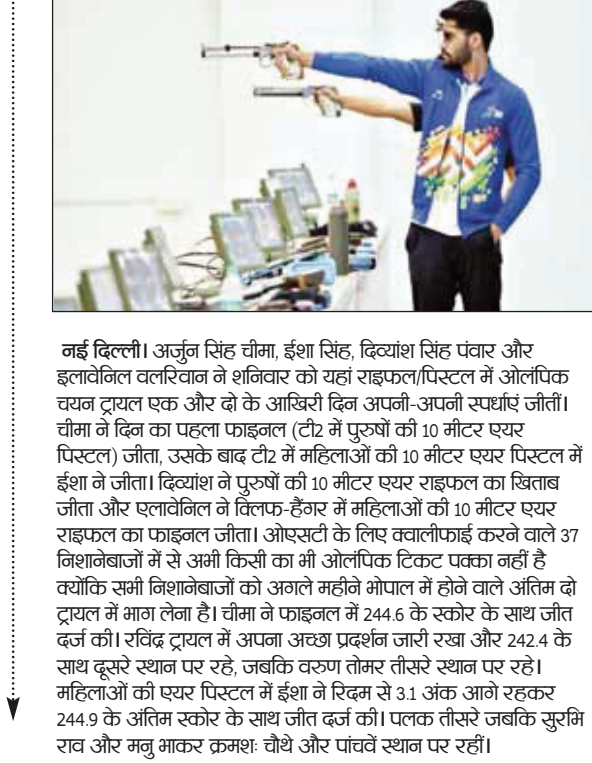 नई दिल्ली। अर्जुन सिंह चीमा, ईशा सिंह, दिव्यांश सिंह पंवार और
इलावेनिल वलरिवान ने शनिवार को यहां राइफल/पिस्टल में ओलंपिक
चयन ट्रायल एक और दो के आखिरी दिन अपनी-अपनी स्पर्धाएं जीतीं।
चीमा ने दिन का पहला फाइनल (टी2 में पुरुषों की 10 मीटर एयर
पिस्टल) जीता, उसके बाद टी2 में महिलाओं की 10 मीटर एयर पिस्टल में
ईशा ने जीता। दिव्यांश ने पुरुषों की 10 मीटर एयर राइफल का खिताब
जीता और एलावेनिल ने क्लिफ-हैंगर में महिलाओं की 10 मीटर एयर
राइफल का फाइनल जीता। ओएसटी के लिए क्वालीफाई करने वाले 37
निशानेबाजों में से अभी किसी का भी ओलंपिक टिकट पक्का नहीं है
क्योंकि सभी निशानेबाजों को अगले महीने भोपाल में होने वाले अंतिम दो
ट्रायल में भाग लेना है। चीमा ने फाइनल में 244.6 के स्कोर के साथ जीत
दर्ज की। रविंद्र ट्रायल में अपना अच्छा प्रदर्शन जारी रखा और 242.4 के
साथ दूसरे स्थान पर रहे, जबकि वरुण तोमर तीसरे स्थान पर रहे।
महिलाओं की एयर पिस्टल में ईशा ने रिदम से 3.1 अंक आगे रहकर
244.9 के अंतिम स्कोर के साथ जीत दर्ज की। पलक तीसरे जबकि सुरभि
राव और मनु भाकर क्रमशः चौथे और पांचवें स्थान पर रहीं।